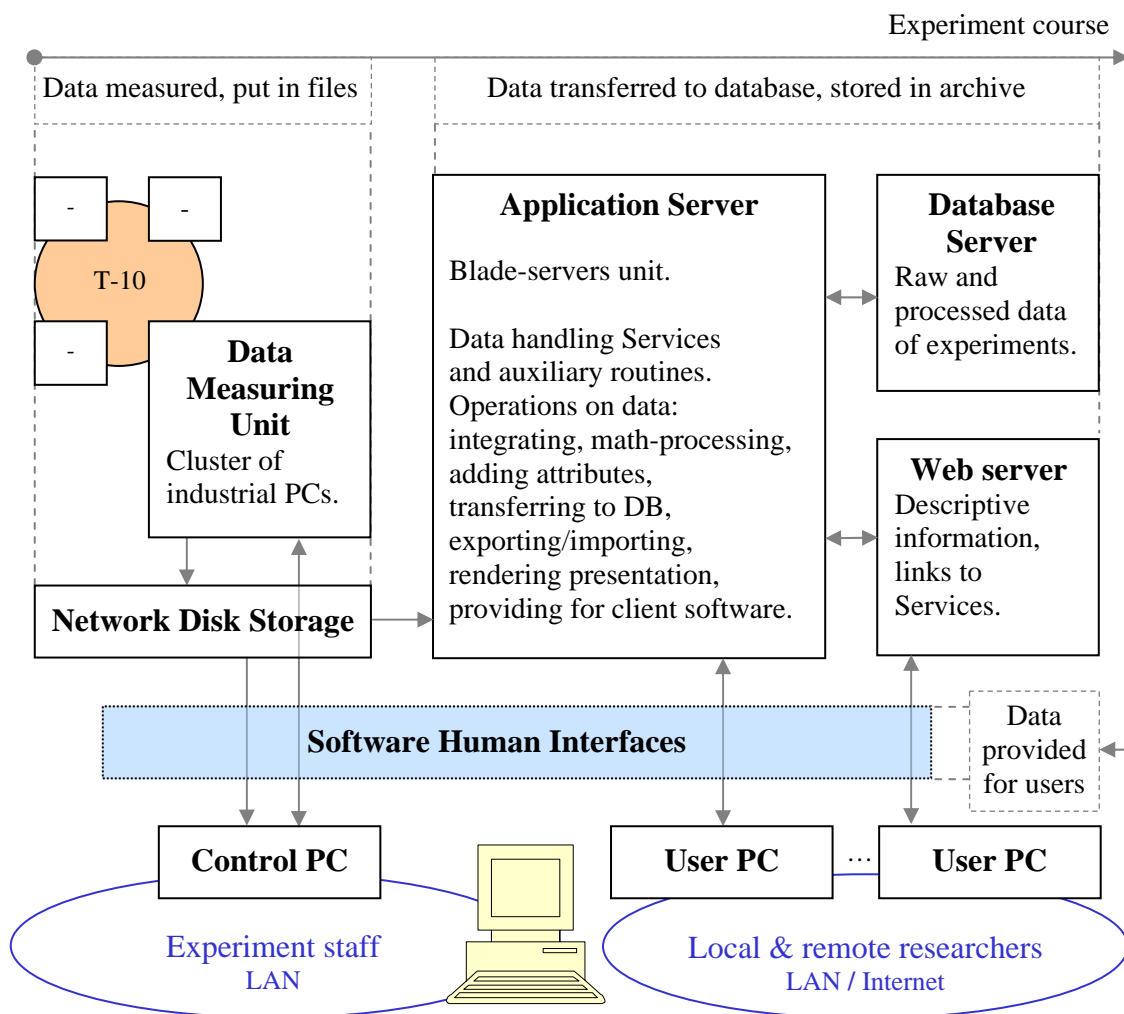 Experiment course
Data measured, put in files
Data transferred to database, stored in archive
-
-
T-10
-
Data
Measuring
Unit
Cluster of
industrial PCs.
Network Disk Storage
Application Server
Blade-servers unit.
Data handling Services
and auxiliary routines.
Operations on data:
integrating, math-processing,
adding attributes,
transferring to DB,
exporting/importing,
rendering presentation,
providing for client software.
Database
Server
Raw and
processed data
of experiments.
Web server
Descriptive
information,
links to
Services.
Software Human Interfaces
Data
provided
for users
Control PC
User PC
...
User PC
Experiment staff
LAN
Local & remote researchers
LAN / Internet